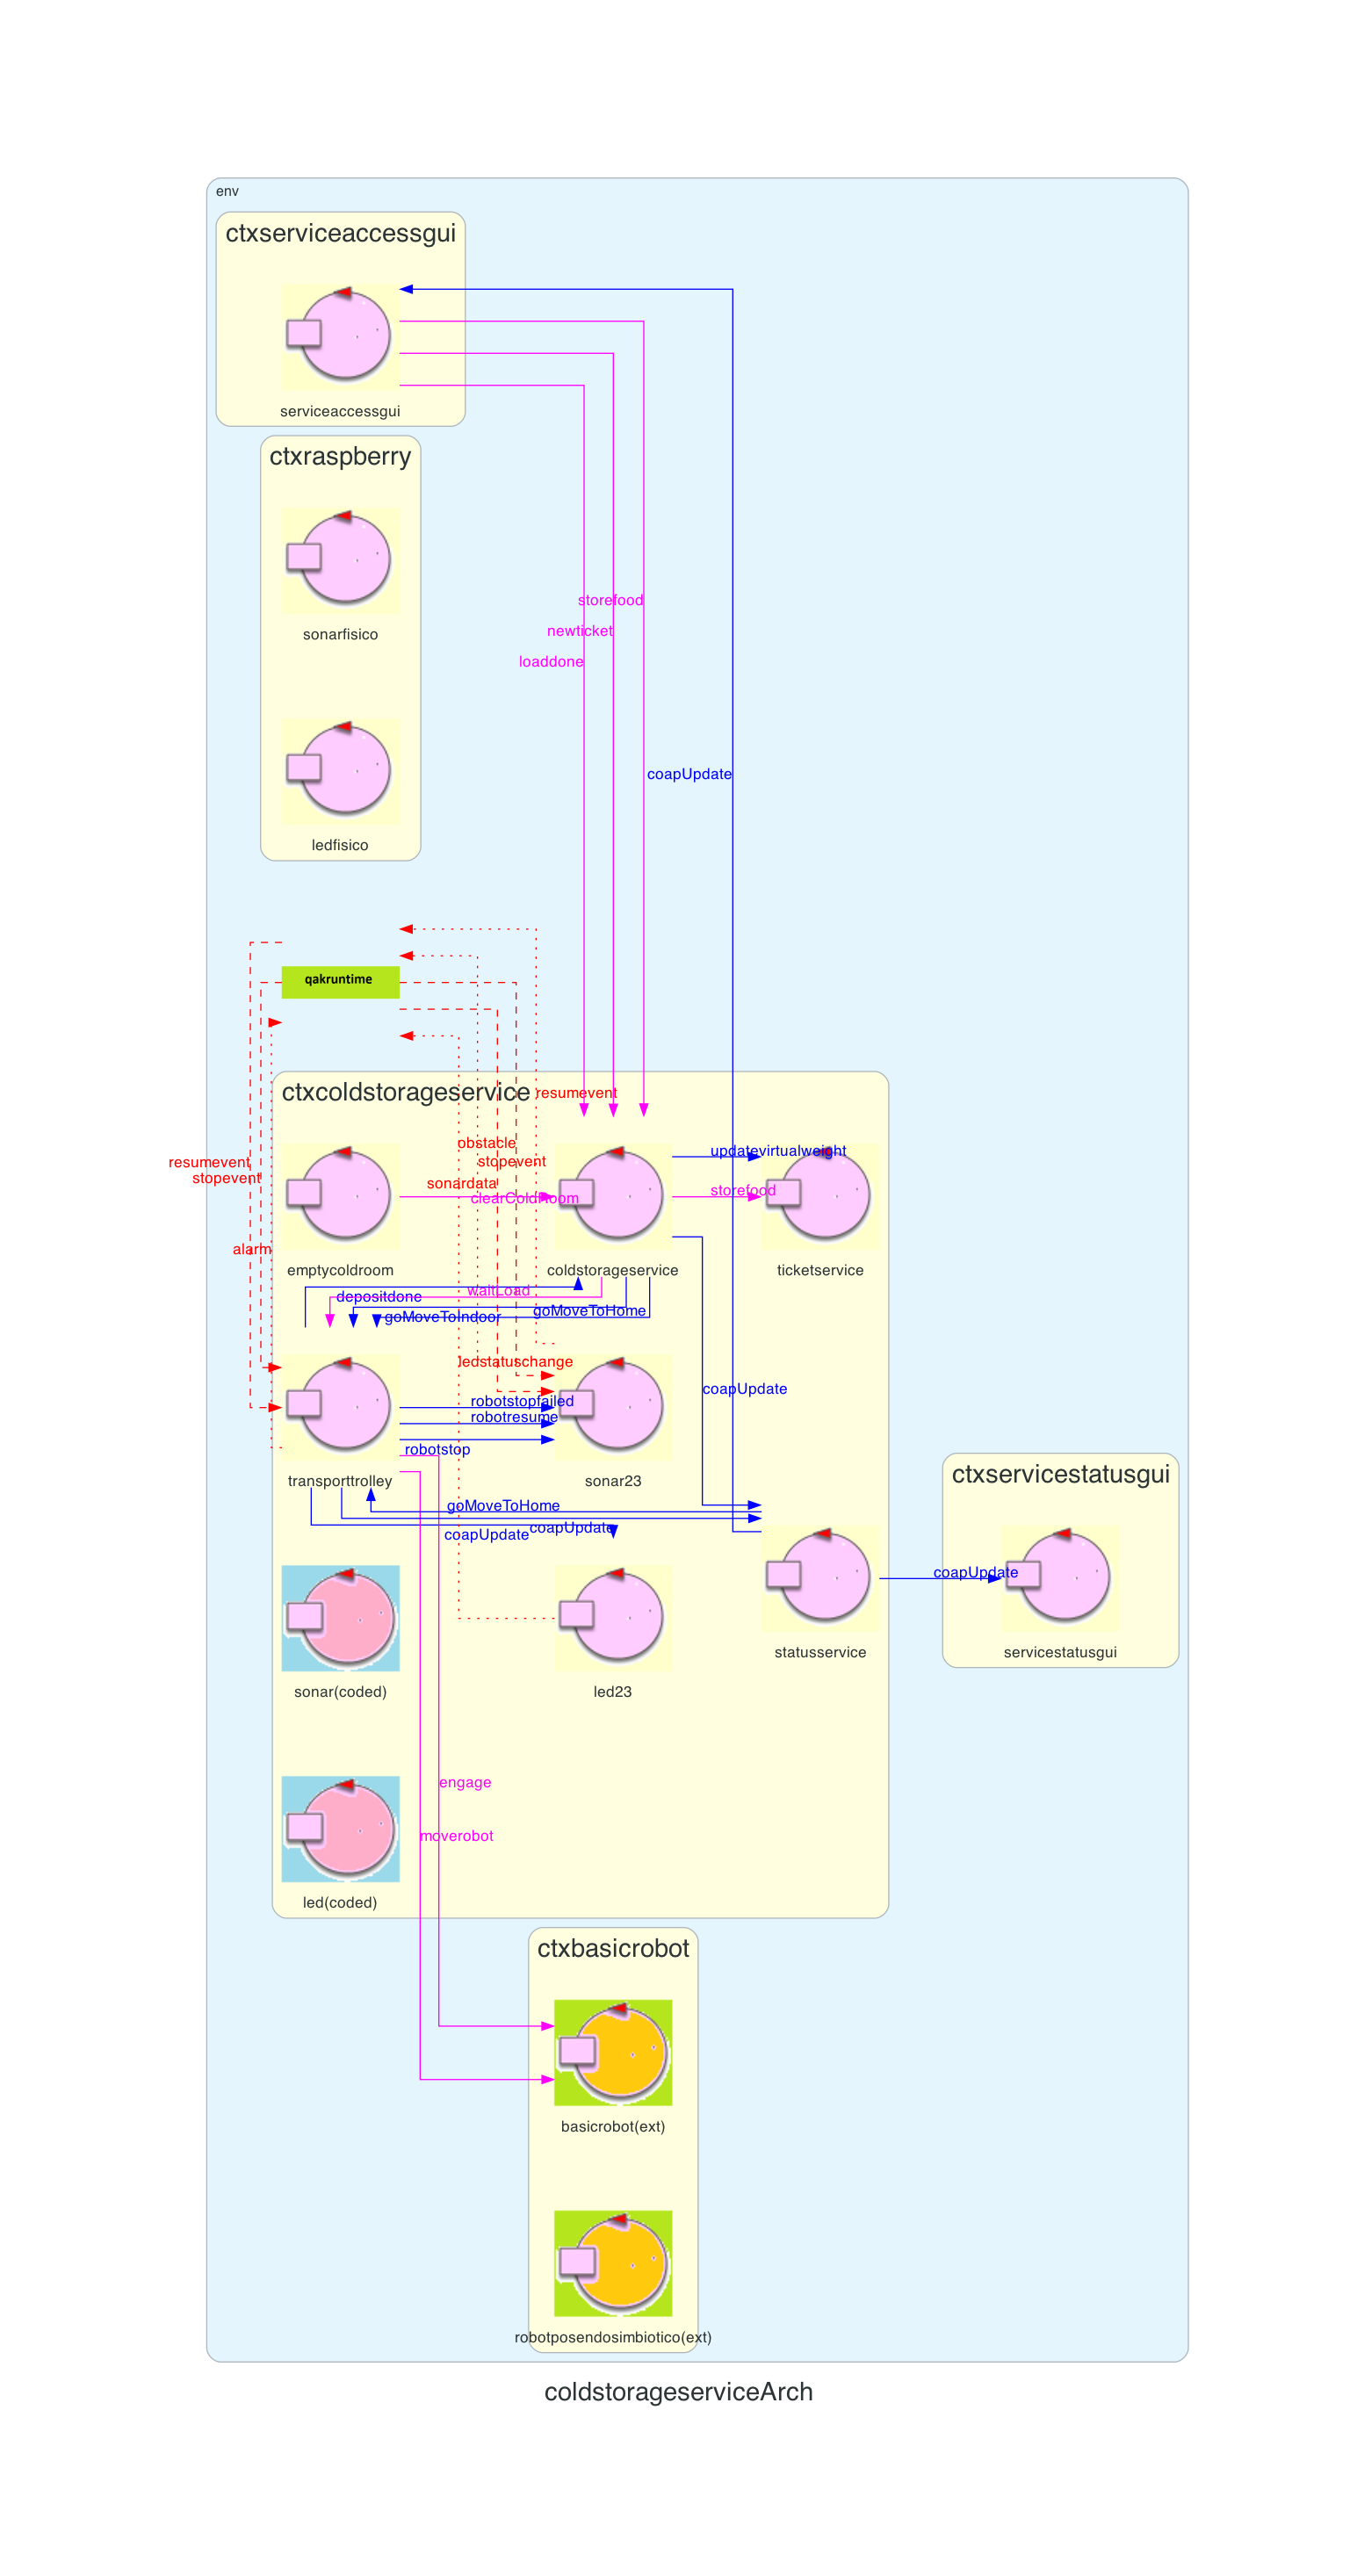 env
ctxserviceaccessgui
serviceaccessgui
ctxraspberry
sonarfisico
storefood
newticket
loaddone
coapUpdate
ledfisico
qakruntime
ctxcoldstorageservice
resumevent
obstacle
updatevirtualweight
resumevent
stopevent
stopevent
sonardata
clearColdRoom
storefood
alarm
emptycoldroom
coldstorageservice
ticketservice
depositdone
waitLoad
goMoveToIndoor
goMoveToHome
ledstatuschange
coapUpdate
robotstopfailed
robotresume
robotstop
transporttrolley
sonar23
ctxservicestatusgui
goMoveToHome
coapUpdate
coapUpdate
coapUpdate
statusservice
servicestatusgui
sonar(coded)
led23
engage
moverobot
led(coded)
ctxbasicrobot
basicrobot(ext)
robotposendosimbiotico(ext)
coldstorageserviceArch